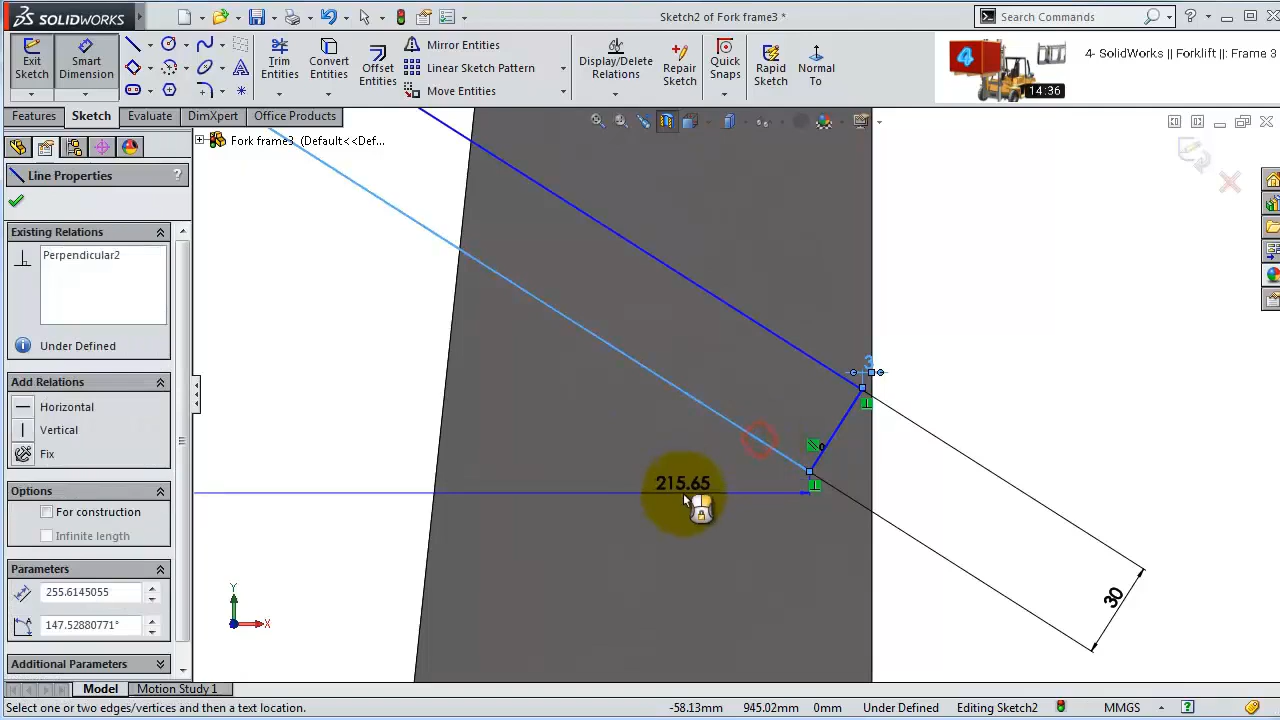 SOLIDWORKS
Sketch2 of Fork frame3 *
Search Commands
Exit Sketch
Smart Dimension
Trim Entities
Convert Entities
Offset Entities
Mirror Entities
Linear Sketch Pattern
Move Entities
Display/Delete Relations
Repair Sketch
Quick Snaps
Rapid Sketch
Normal To
4
14:36
4- SolidWorks || Forklift ||: Frame 3
Features
Sketch
Evaluate
DimXpert
Office Products
Fork frame3 (Default<<Def...
Line Properties
?
Existing Relations
Perpendicular2
Under Defined
Add Relations
Horizontal
Vertical
Fix
Options
For construction
Infinite length
Parameters
255.6145055
147.52880771°
Additional Parameters
3
215.65
30
Y
X
Model
Motion Study 1
Select one or two edges/vertices and then a text location.
-58.13mm
945.02mm
0mm
Under Defined
Editing Sketch2
MMGS